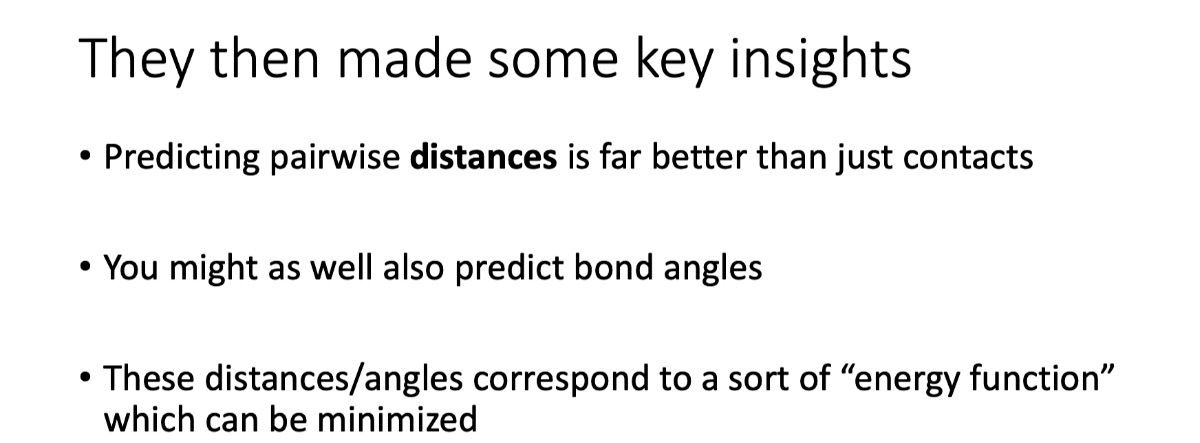 They then made some key insights
• Predicting pairwise distances is far better than just contacts
• You might as well also predict bond angles
• These distances/angles correspond to a sort of “energy function”
which can be minimized